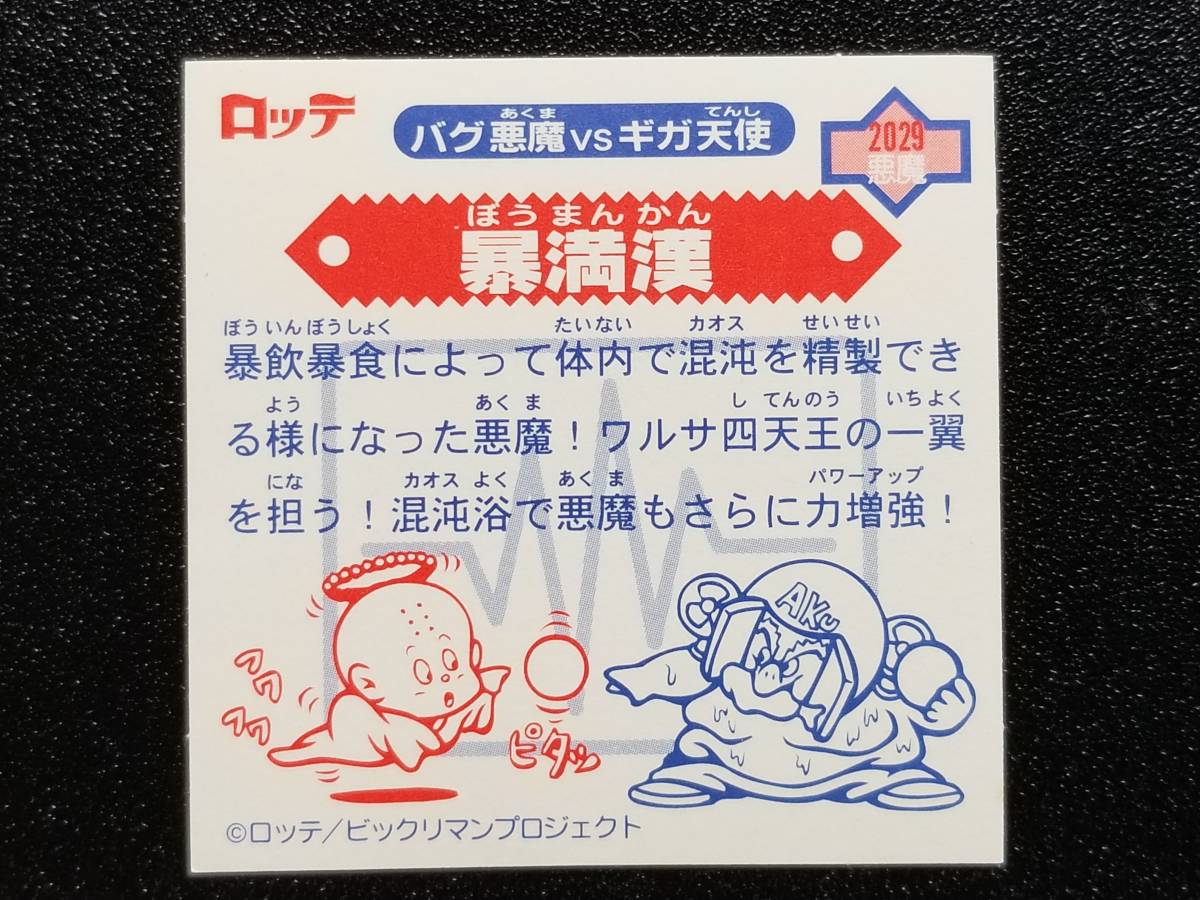 ロッテ
あくま てんし
バグ悪魔vsギガ天使
2029
悪魔
ぼうまんかん
暴満漢
ぼういんぼうしょく たいない カオス せいせい
暴飲暴食によって体内で混沌を精製でき
よう あくま してんのう いちよく
る様になった悪魔！ワルサ四天王の一翼
にな カオスよく あくま パワーアップ
を担う！混沌浴で悪魔もさらに力増強！
AKU
フワ
フワ
ピタッ
©ロッテ/ビックリマンプロジェクト